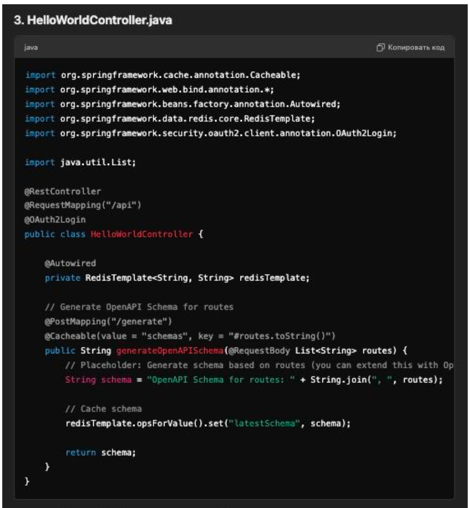 3. HelloWorldController.java
java
Копировать код
import org.springframework.cache.annotation.Cacheable;
import org.springframework.web.bind.annotation.*;
import org.springframework.beans.factory.annotation.Autowired;
import org.springframework.data.redis.core.RedisTemplate;
import org.springframework.security.oauth2.client.annotation.OAuth2Login;
import java.util.List;
@RestController
@RequestMapping("/api")
@OAuth2Login
public class HelloWorldController {
@Autowired
private RedisTemplate<String, String> redisTemplate;
// Generate OpenAPI Schema for routes
@PostMapping("/generate")
@Cacheable(value = "schemas", key = "#routes.toString()")
public String generateOpenAPISchema(@RequestBody List<String> routes) {
// Placeholder: Generate schema based on routes (you can extend this with Op
String schema = "OpenAPI Schema for routes: " + String.join(", ", routes);
// Cache schema
redisTemplate.opsForValue().set("latestSchema", schema);
return schema;
}
}